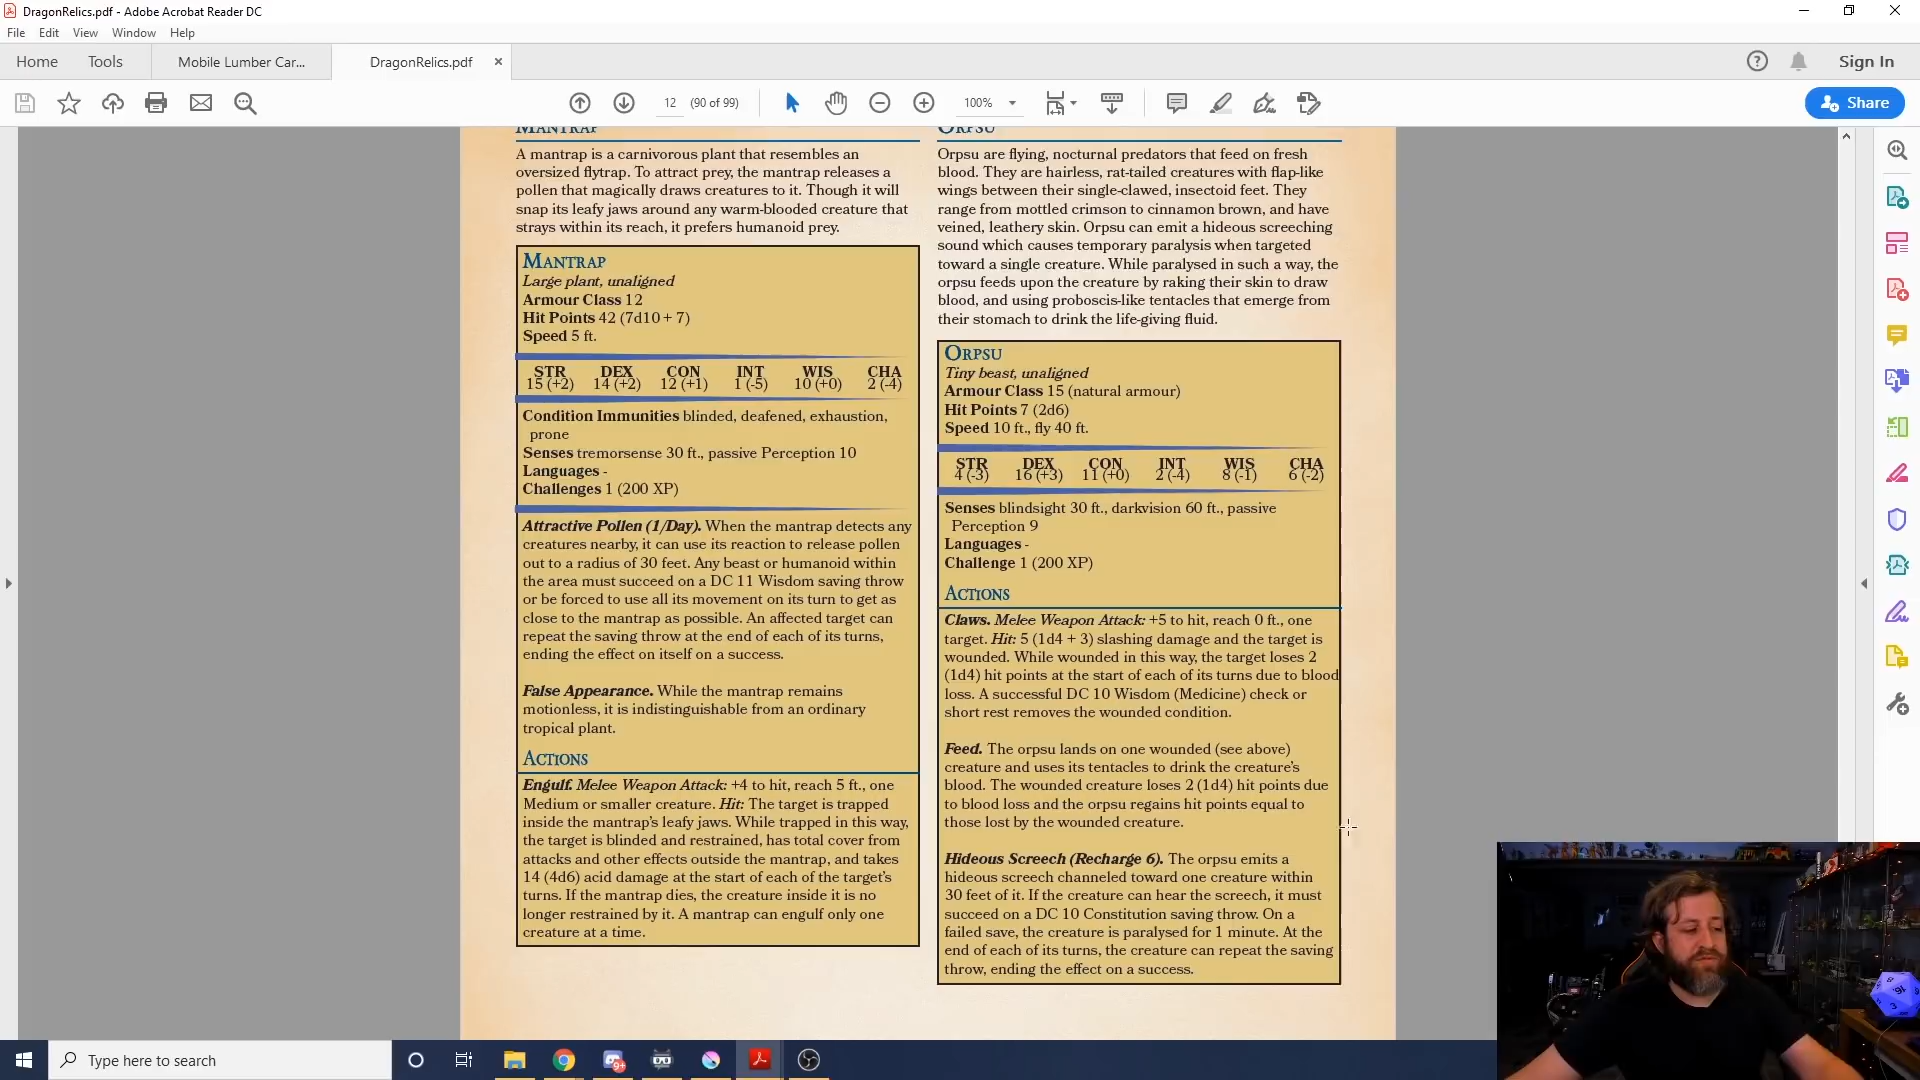 DragonRelics.pdf - Adobe Acrobat Reader DC
File Edit View Window Help
Home Tools Mobile Lumber Car... DragonRelics.pdf Sign In
12 (90 of 99) 100% Share
MANTRAP
A mantrap is a carnivorous plant that resembles an
oversized flytrap. To attract prey, the mantrap releases a
pollen that magically draws creatures to it. Though it will
snap its leafy jaws around any warm-blooded creature that
strays within its reach, it prefers humanoid prey.
MANTRAP
Large plant, unaligned
Armour Class 12
Hit Points 42 (7d10 + 7)
Speed 5 ft.
STR DEX CON INT WIS CHA
15 (+2) 14 (+2) 12 (+1) 1 (-5) 10 (+0) 2 (-4)
Condition Immunities blinded, deafened, exhaustion,
prone
Senses tremorsense 30 ft., passive Perception 10
Languages -
Challenges 1 (200 XP)
Attractive Pollen (1/Day). When the mantrap detects any
creatures nearby, it can use its reaction to release pollen
out to a radius of 30 feet. Any beast or humanoid within
the area must succeed on a DC 11 Wisdom saving throw
or be forced to use all its movement on its turn to get as
close to the mantrap as possible. An affected target can
repeat the saving throw at the end of each of its turns,
ending the effect on itself on a success.
False Appearance. While the mantrap remains
motionless, it is indistinguishable from an ordinary
tropical plant.
ACTIONS
Engulf. Melee Weapon Attack: +4 to hit, reach 5 ft., one
Medium or smaller creature. Hit: The target is trapped
inside the mantrap's leafy jaws. While trapped in this way,
the target is blinded and restrained, has total cover from
attacks and other effects outside the mantrap, and takes
14 (4d6) acid damage at the start of each of the target's
turns. If the mantrap dies, the creature inside it is no
longer restrained by it. A mantrap can engulf only one
creature at a time.
ORPSU
Orpsu are flying, nocturnal predators that feed on fresh
blood. They are hairless, rat-tailed creatures with flap-like
wings between their single-clawed, insectoid feet. They
range from mottled crimson to cinnamon brown, and have
veined, leathery skin. Orpsu can emit a hideous screeching
sound which causes temporary paralysis when targeted
toward a single creature. While paralysed in such a way, the
orpsu feeds upon the creature by raking their skin to draw
blood, and using proboscis-like tentacles that emerge from
their stomach to drink the life-giving fluid.
ORPSU
Tiny beast, unaligned
Armour Class 15 (natural armour)
Hit Points 7 (2d6)
Speed 10 ft., fly 40 ft.
STR DEX CON INT WIS CHA
4 (-3) 16 (+3) 11 (+0) 2 (-4) 8 (-1) 6 (-2)
Senses blindsight 30 ft., darkvision 60 ft., passive
Perception 9
Languages -
Challenge 1 (200 XP)
ACTIONS
Claws. Melee Weapon Attack: +5 to hit, reach 0 ft., one
target. Hit: 5 (1d4 + 3) slashing damage and the target is
wounded. While wounded in this way, the target loses 2
(1d4) hit points at the start of each of its turns due to blood
loss. A successful DC 10 Wisdom (Medicine) check or
short rest removes the wounded condition.
Feed. The orpsu lands on one wounded (see above)
creature and uses its tentacles to drink the creature's
blood. The wounded creature loses 2 (1d4) hit points due
to blood loss and the orpsu regains hit points equal to
those lost by the wounded creature.
Hideous Screech (Recharge 6). The orpsu emits a
hideous screech channeled toward one creature within
30 feet of it. If the creature can hear the screech, it must
succeed on a DC 10 Constitution saving throw. On a
failed save, the creature is paralysed for 1 minute. At the
end of each of its turns, the creature can repeat the saving
throw, ending the effect on a success.
Type here to search
9+